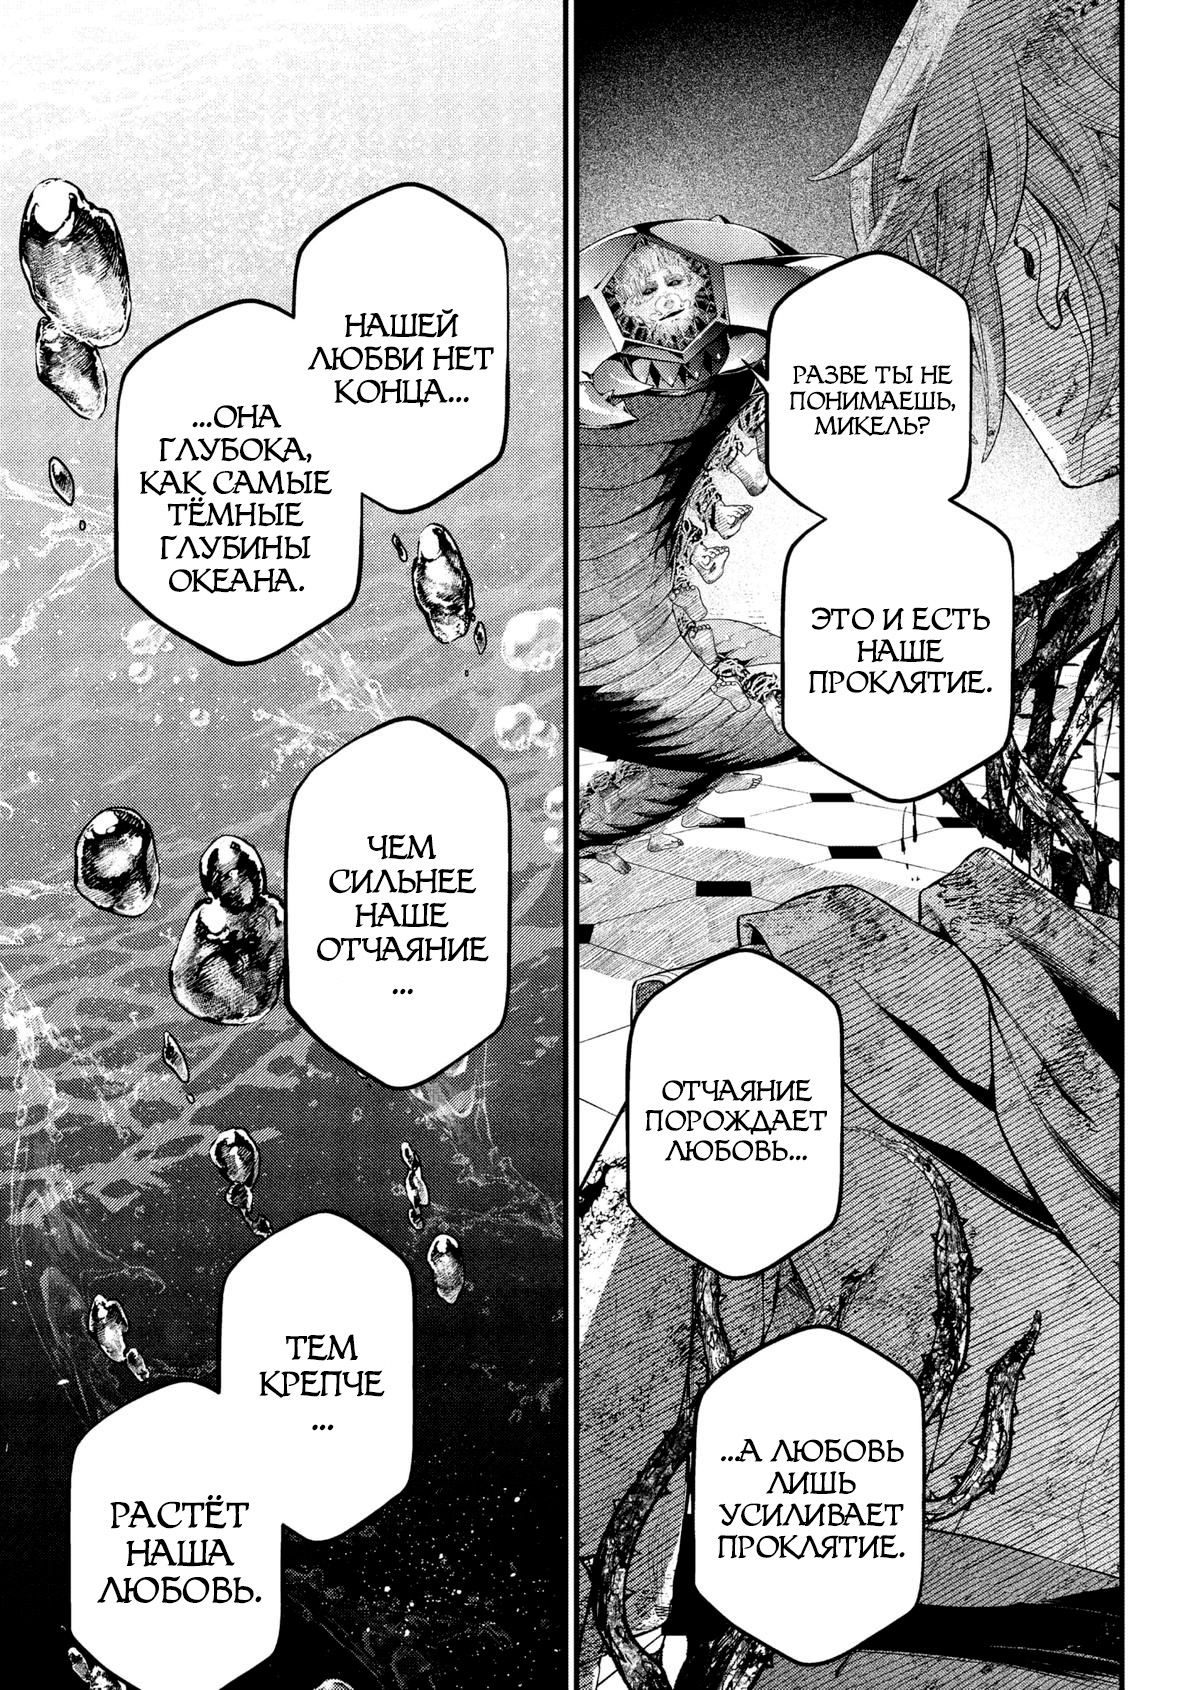 РАЗВЕ ТЫ НЕ
ПОНИМАЕШЬ,
МИКЕЛЬ?
ЭТО И ЕСТЬ
НАШЕ
ПРОКЛЯТИЕ.
ОТЧАЯНИЕ
ПОРОЖДАЕТ
ЛЮБОВЬ...
...А ЛЮБОВЬ
ЛИШЬ
УСИЛИВАЕТ
ПРОКЛЯТИЕ.
НАШЕЙ
ЛЮБВИ НЕТ
КОНЦА...
...ОНА
ГЛУБОКА,
КАК САМЫЕ
ТЁМНЫЕ
ГЛУБИНЫ
ОКЕАНА.
ЧЕМ
СИЛЬНЕЕ
НАШЕ
ОТЧАЯНИЕ
...
ТЕМ
КРЕПЧЕ
...
РАСТЁТ
НАША
ЛЮБОВЬ.